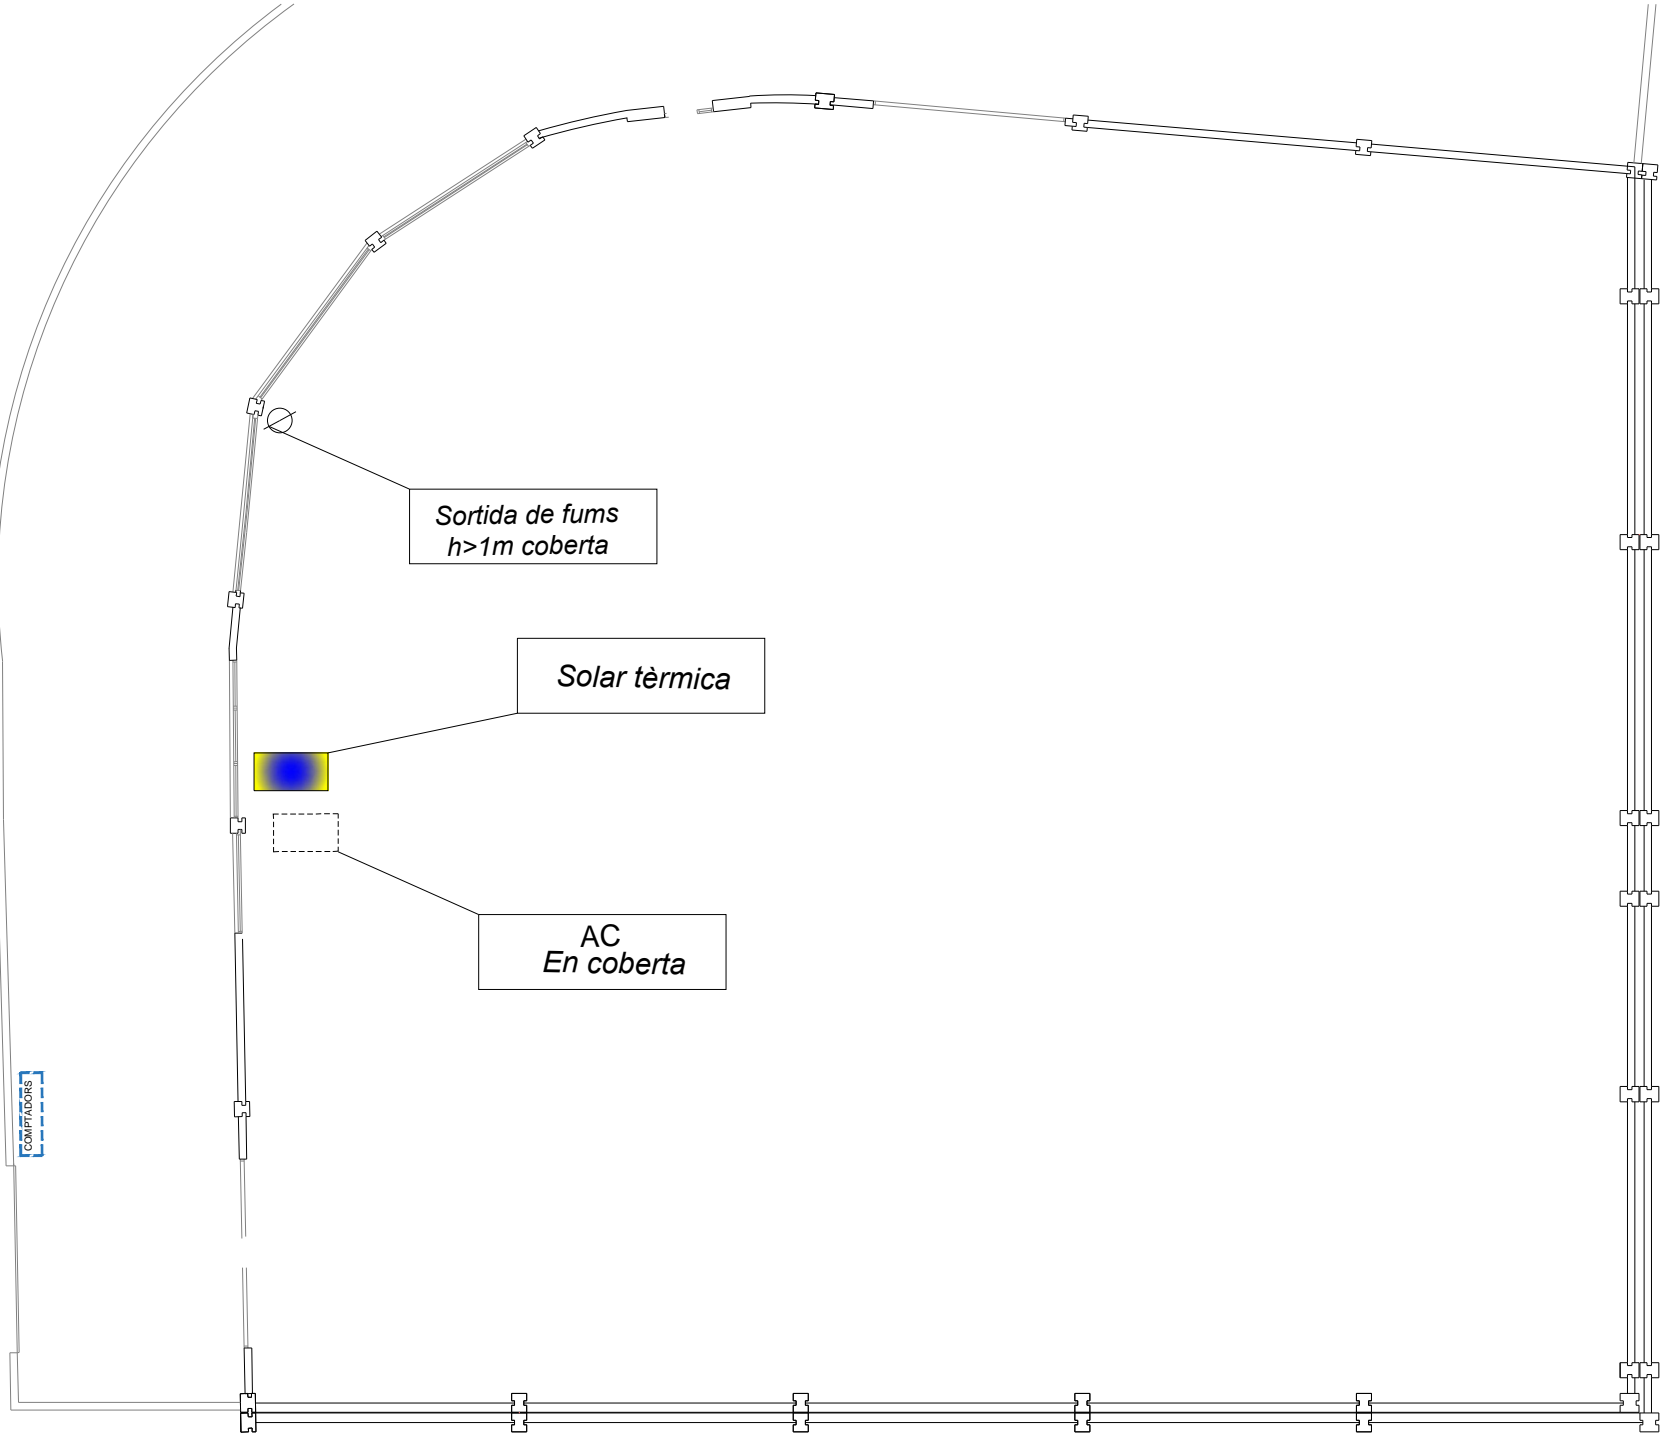 Sortida de fums
h>1m coberta
Solar tèrmica
AC
En coberta
COMPTADORS